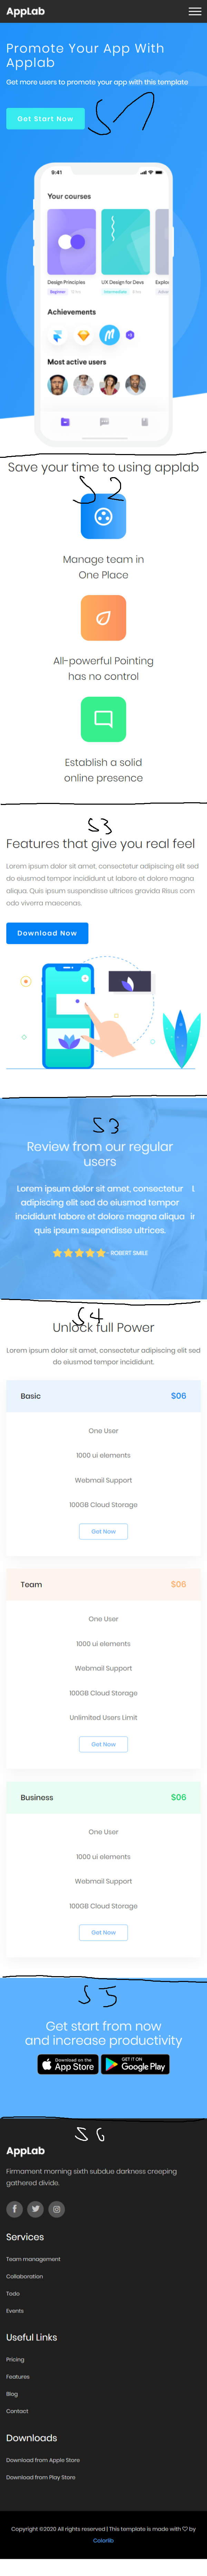 AppLab
Promote Your App With
Applab
Get more users to promote your app with this template
Get Start Now
S1
9:41
Your courses
Design Principles
UX Design for Deve
Explor
Beginner
Intermediate
Achievements
+3
Most active users
Save your time to using applab
S2
Manage team in
One Place
All-powerful Pointing
has no control
Establish a solid
online presence
S3
Features that give you real feel
Lorem ipsum dolor sit amet, consectetur adipiscing elit sed
do eiusmod tempor incididunt ut labore et dolore magna
aliqua. Quis ipsum suspendisse ultrices gravida Risus com
odo viverra maecenas.
Download Now
S3
Review from our regular
users
Lorem ipsum dolor sit amet, consectetur L
adipiscing elit sed do eiusmod tempor.
incididunt labore et dolore magna aliqua ir
quis ipsum suspendisse ultrices.
- ROBERT SMILE
S4
Unlock full Power
Lorem ipsum dolor sit amet, consectetur adipiscing elit sed
do eiusmod tempor incididunt.
Basic $06
One User
1000 ui elements
Webmail Support
100GB Cloud Storage
Get Now
Team $06
One User
1000 ui elements
Webmail Support
100GB Cloud Storage
Unlimited Users Limit
Get Now
Business $06
One User
1000 ui elements
Webmail Support
100GB Cloud Storage
Get Now
S5
Get start from now
and increase productivity
Download on the
App Store
GET IT ON
Google Play
S6
AppLab
Firmament morning sixth subdue darkness creeping
gathered divide.
Services
Team management
Collaboration
Todo
Events
Useful Links
Pricing
Features
Blog
Contact
Downloads
Download from Apple Store
Download from Play Store
Copyright ©2020 All rights reserved | This template is made with ♡ by
Colorlib